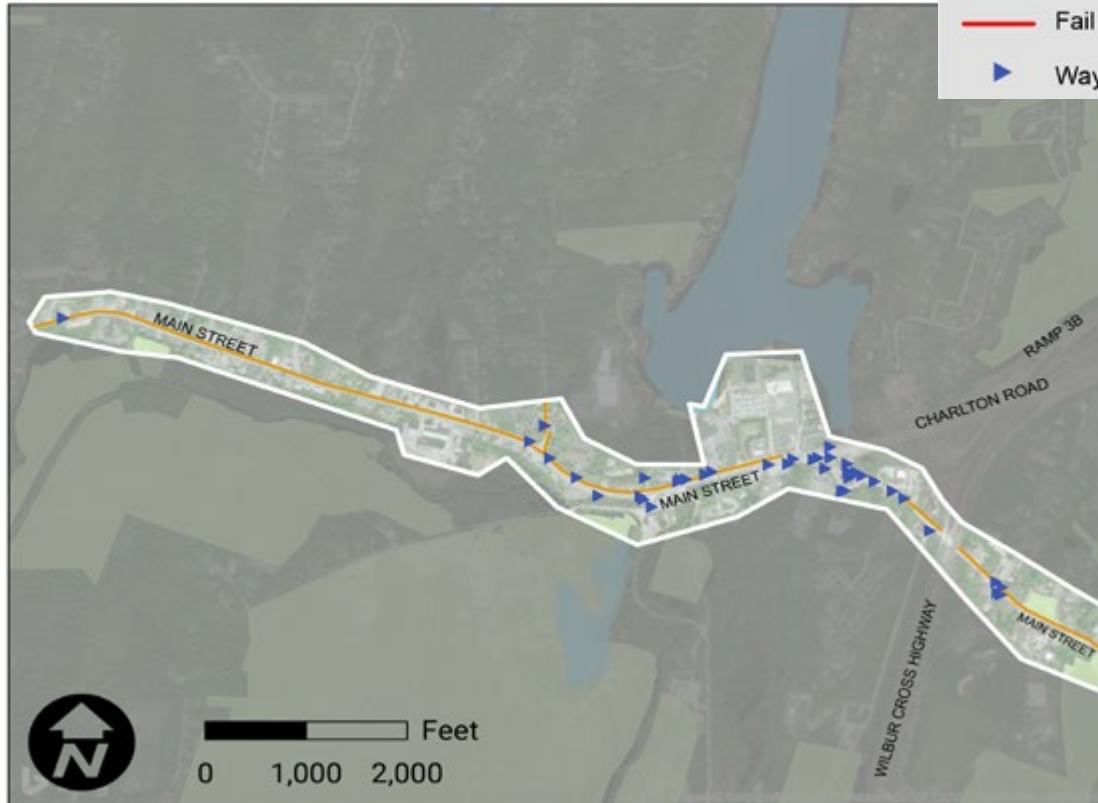 Fail
Way
RAMP 3B
CHARLTON ROAD
MAIN STREET
MAIN STREET
MAIN STREET
WILBUR CROSS HIGHWAY
N
Feet
0 1,000 2,000